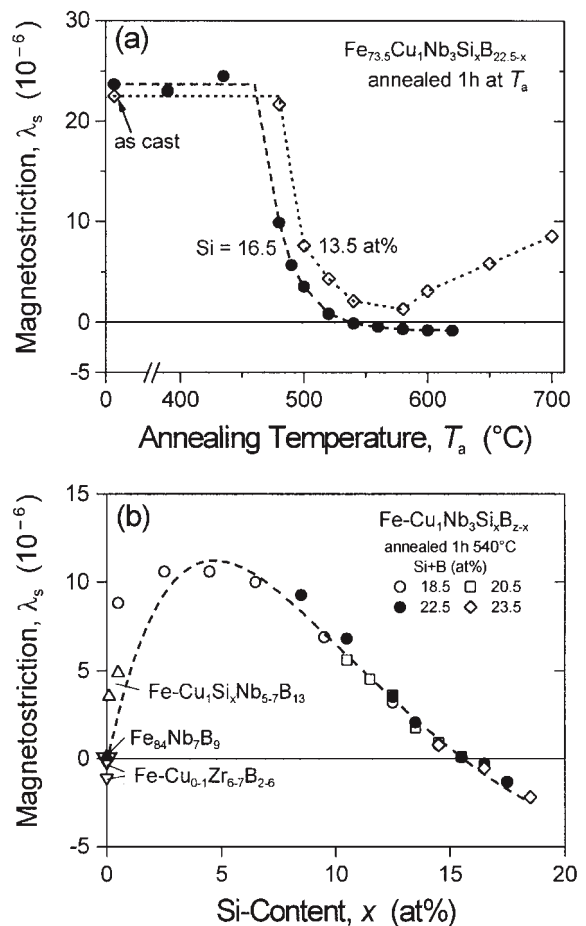 (a)
Fe73.5Cu1Nb3SixB22.5-x
annealed 1h at Ta
as cast
Si = 16.5
13.5 at%
Magnetostriction, λs (10⁻⁶)
30
20
10
0
-5
0
400
500
600
700
Annealing Temperature, Ta (°C)
(b)
Fe-Cu1Nb3SixBz-x
annealed 1h 540°C
Si+B (at%)
18.5
20.5
22.5
23.5
Fe-Cu1SixNb5-7B13
Fe84Nb7B9
Fe-Cu0-1Zr6-7B2-6
Magnetostriction, λs (10⁻⁶)
15
10
5
0
-5
0
5
10
15
20
Si-Content, x (at%)